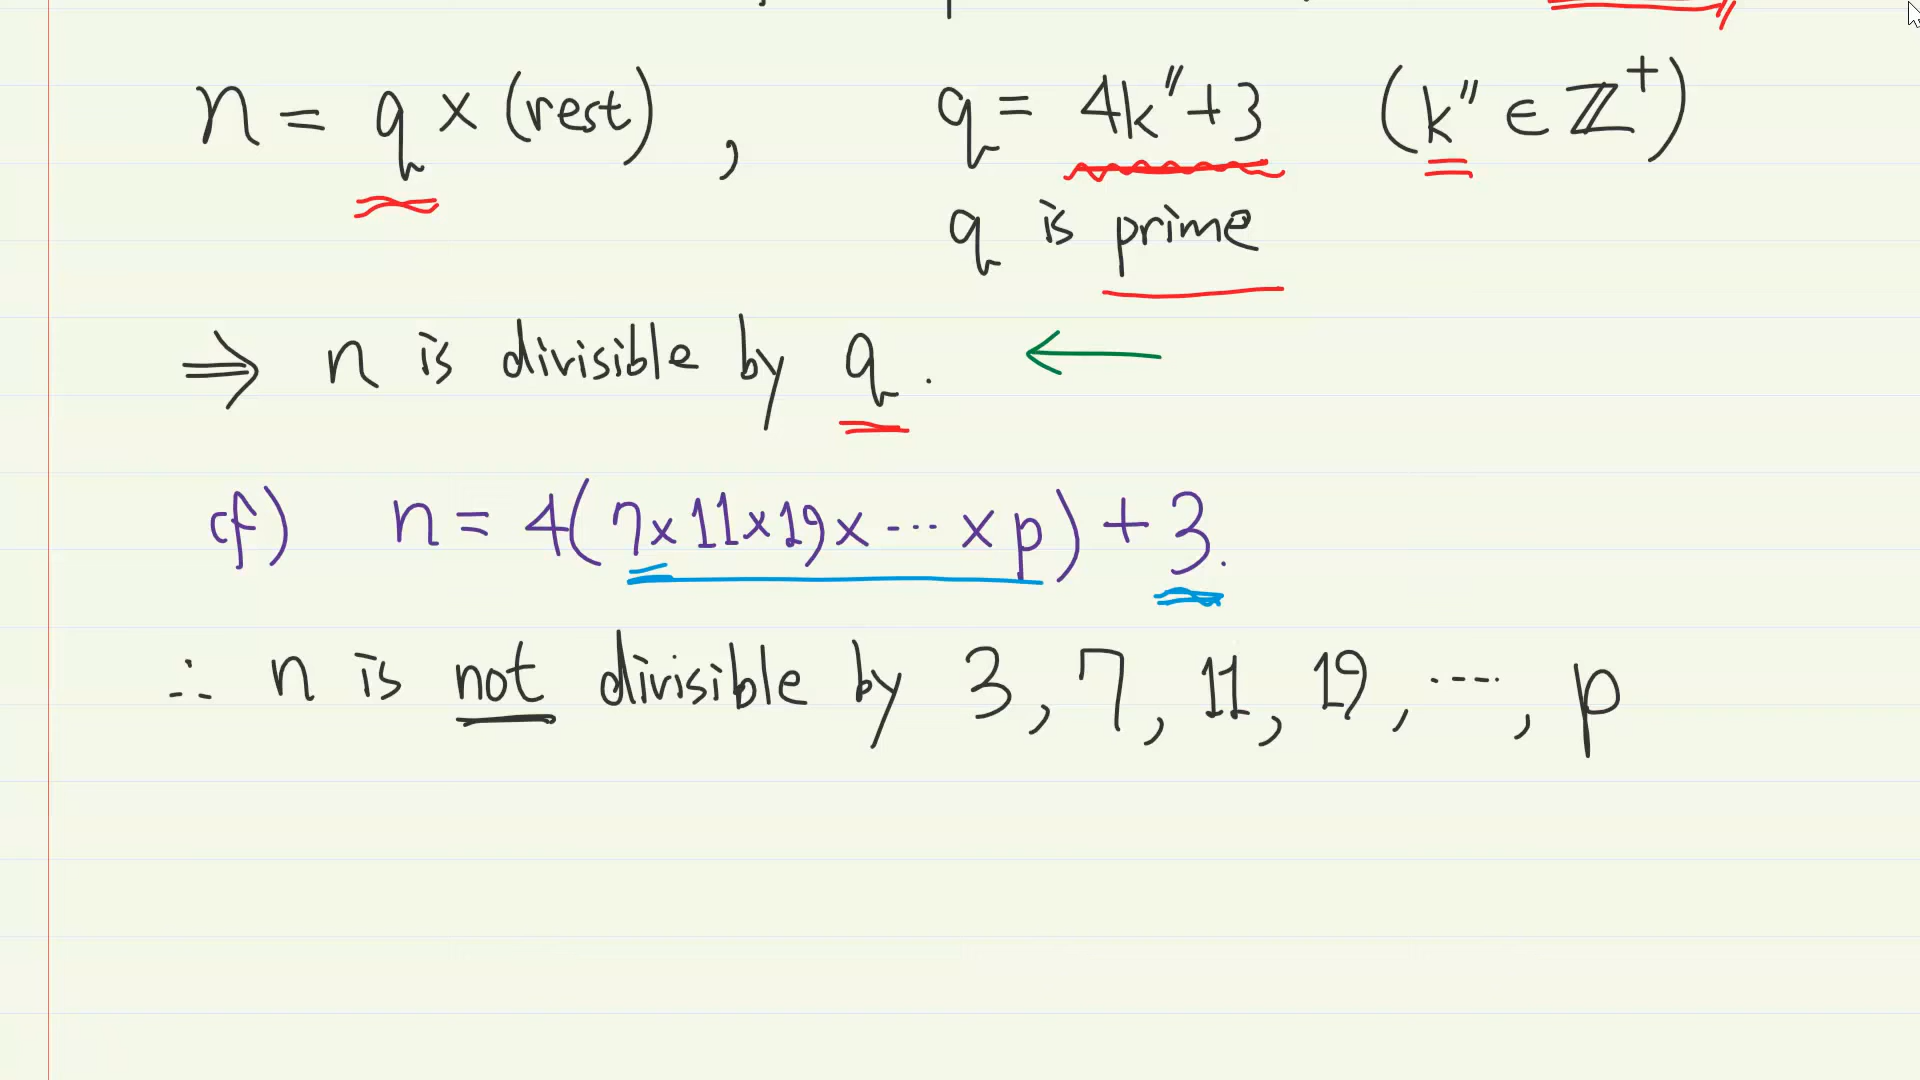 n = q × (rest) , q = 4k″+3 (k″ ∈ ℤ⁺)
q is prime
⇒ n is divisible by q. ←
cf) n = 4(7×11×19×⋯×p)+3.
∴ n is not divisible by 3, 7, 11, 19, ⋯, p